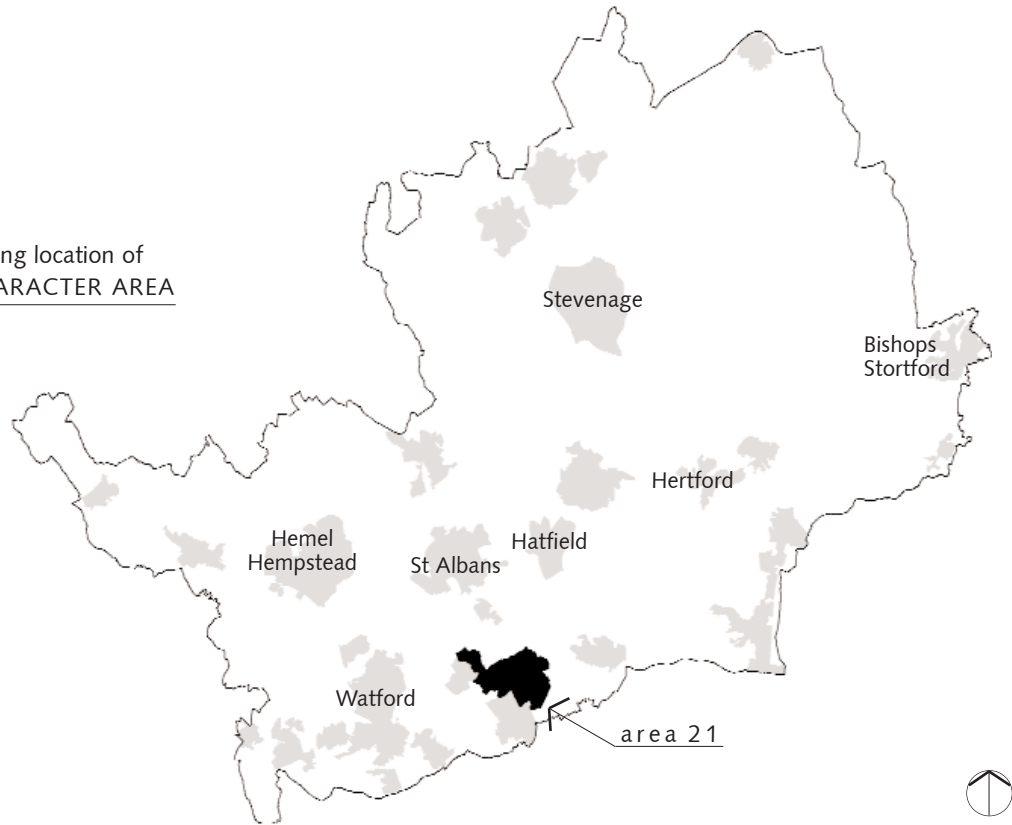 ng location of
ARACTER AREA
Stevenage
Bishops
Stortford
Hertford
Hemel
Hempstead
St Albans
Hatfield
Watford
area 21